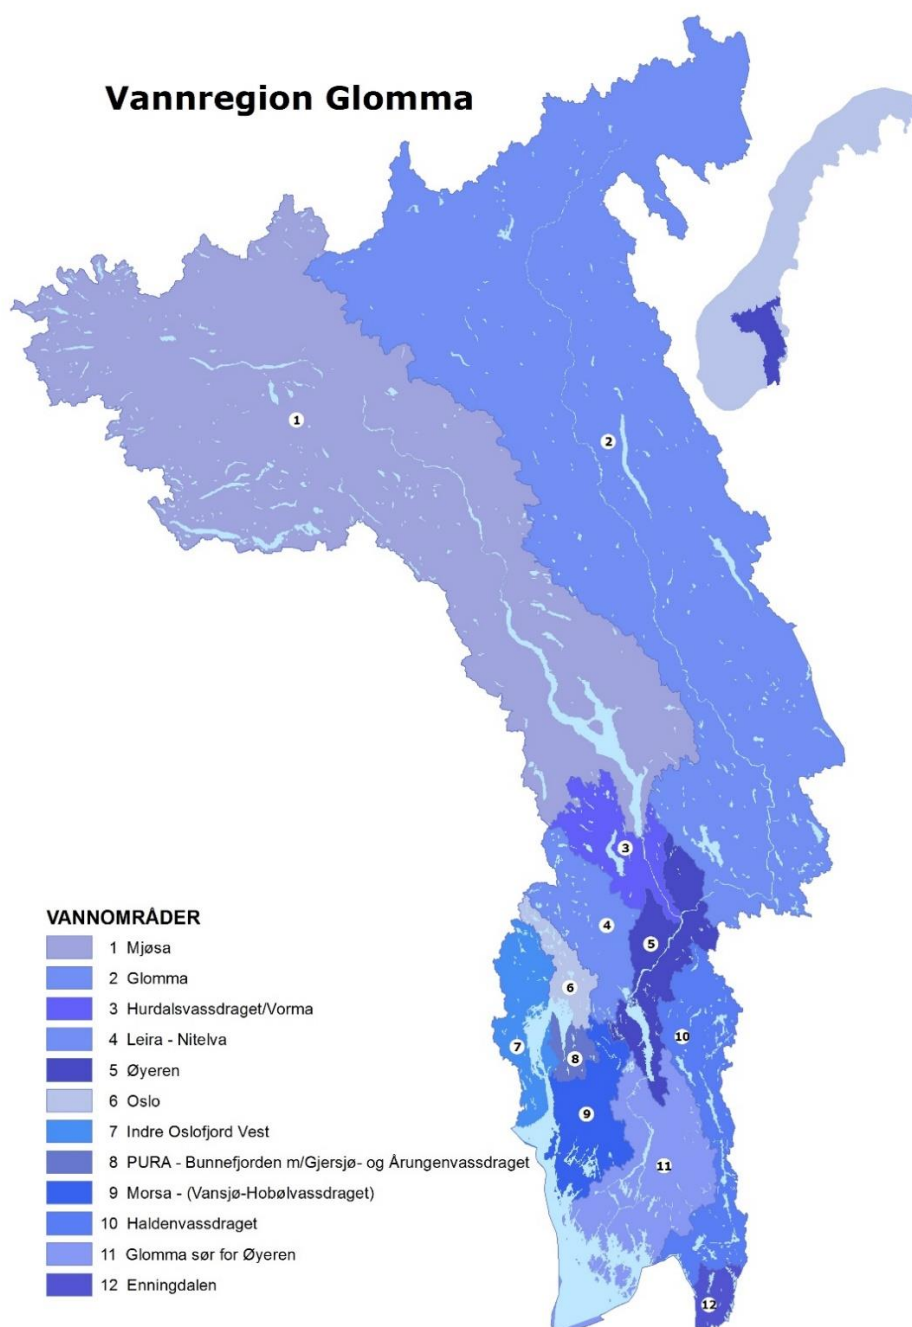 Vannregion Glomma
1
2
3
4
5
6
7
8
9
10
11
12
VANNOMRÅDER
1 Mjøsa
2 Glomma
3 Hurdalsvassdraget/Vorma
4 Leira - Nitelva
5 Øyeren
6 Oslo
7 Indre Oslofjord Vest
8 PURA - Bunnefjorden m/Gjersjø- og Årungenvassdraget
9 Morsa - (Vansjø-Hobølvassdraget)
10 Haldenvassdraget
11 Glomma sør for Øyeren
12 Enningdalen